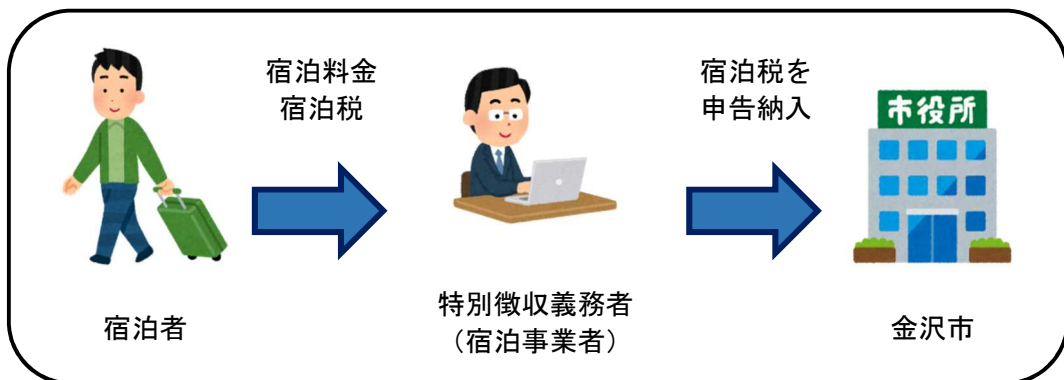 宿泊料金
宿泊税
宿泊税を
申告納入
市役所
宿泊者
特別徴収義務者
（宿泊事業者）
金沢市